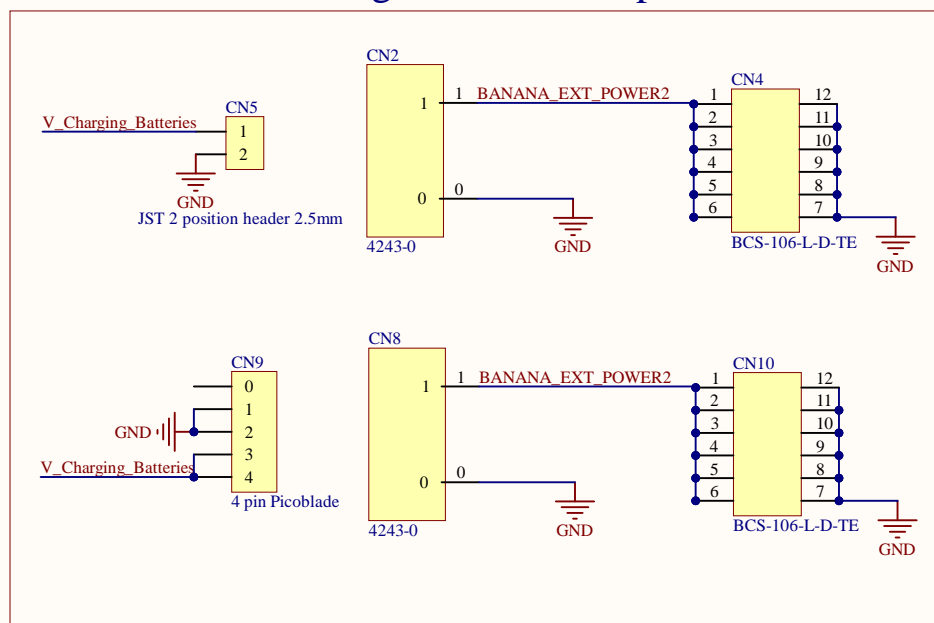 CN5
V_Charging_Batteries
1
2
GND
JST 2 position header 2.5mm
CN2
1
1
BANANA_EXT_POWER2
0
0
GND
4243-0
CN4
1
12
2
11
3
10
4
9
5
8
6
7
BCS-106-L-D-TE
GND
CN9
0
1
GND
2
3
V_Charging_Batteries
4
4 pin Picoblade
CN8
1
1
BANANA_EXT_POWER2
0
0
GND
4243-0
CN10
1
12
2
11
3
10
4
9
5
8
6
7
BCS-106-L-D-TE
GND